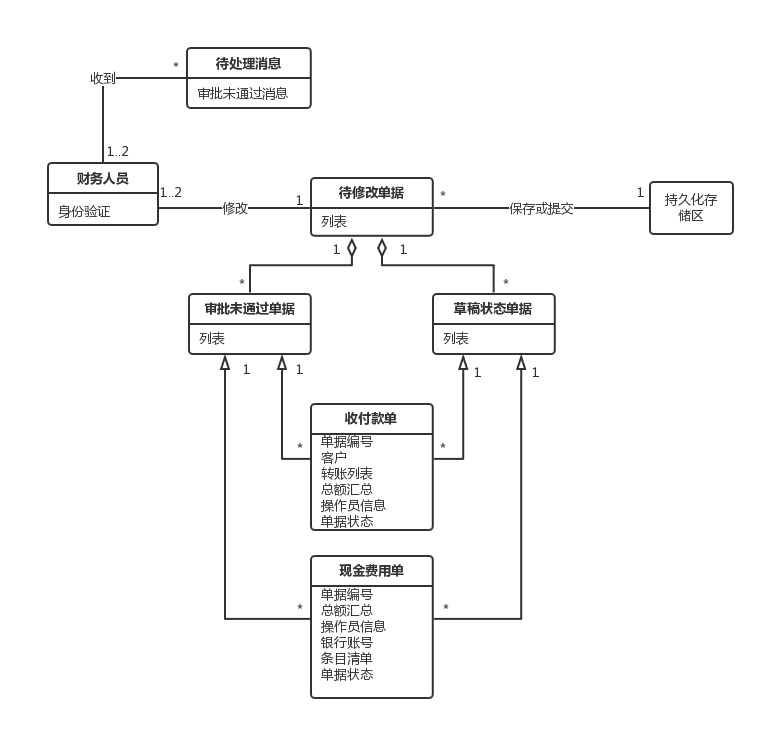 待处理消息
*
收到
审批未通过消息
1..2
财务人员
1..2
身份验证
修改
1
待修改单据
列表
*
保存或提交
1
持久化存
储区
1
1
*
*
审批未通过单据
列表
草稿状态单据
列表
1
1
1
1
收付款单
*
*
单据编号
客户
转账列表
总额汇总
操作员信息
单据状态
现金费用单
*
*
单据编号
总额汇总
操作员信息
银行账号
条目清单
单据状态